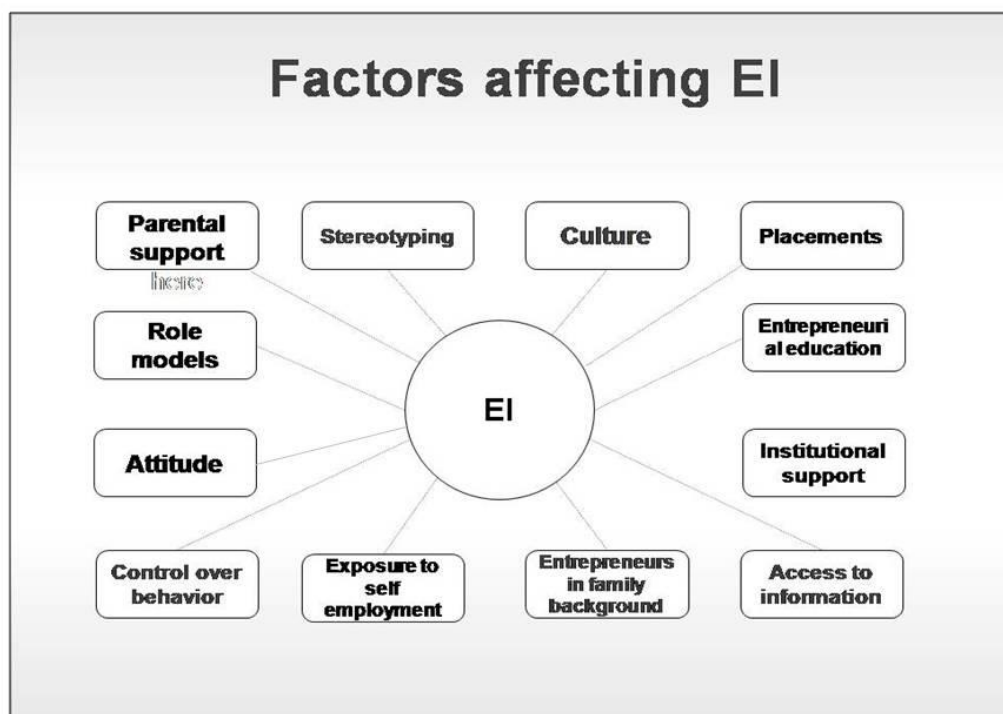 Factors affecting EI
Parental
support
here
Stereotyping
Culture
Placements
Role
models
Entrepreneuri
al education
EI
Attitude
Institutional
support
Control over
behavior
Exposure to
self
employment
Entrepreneurs
in family
background
Access to
information